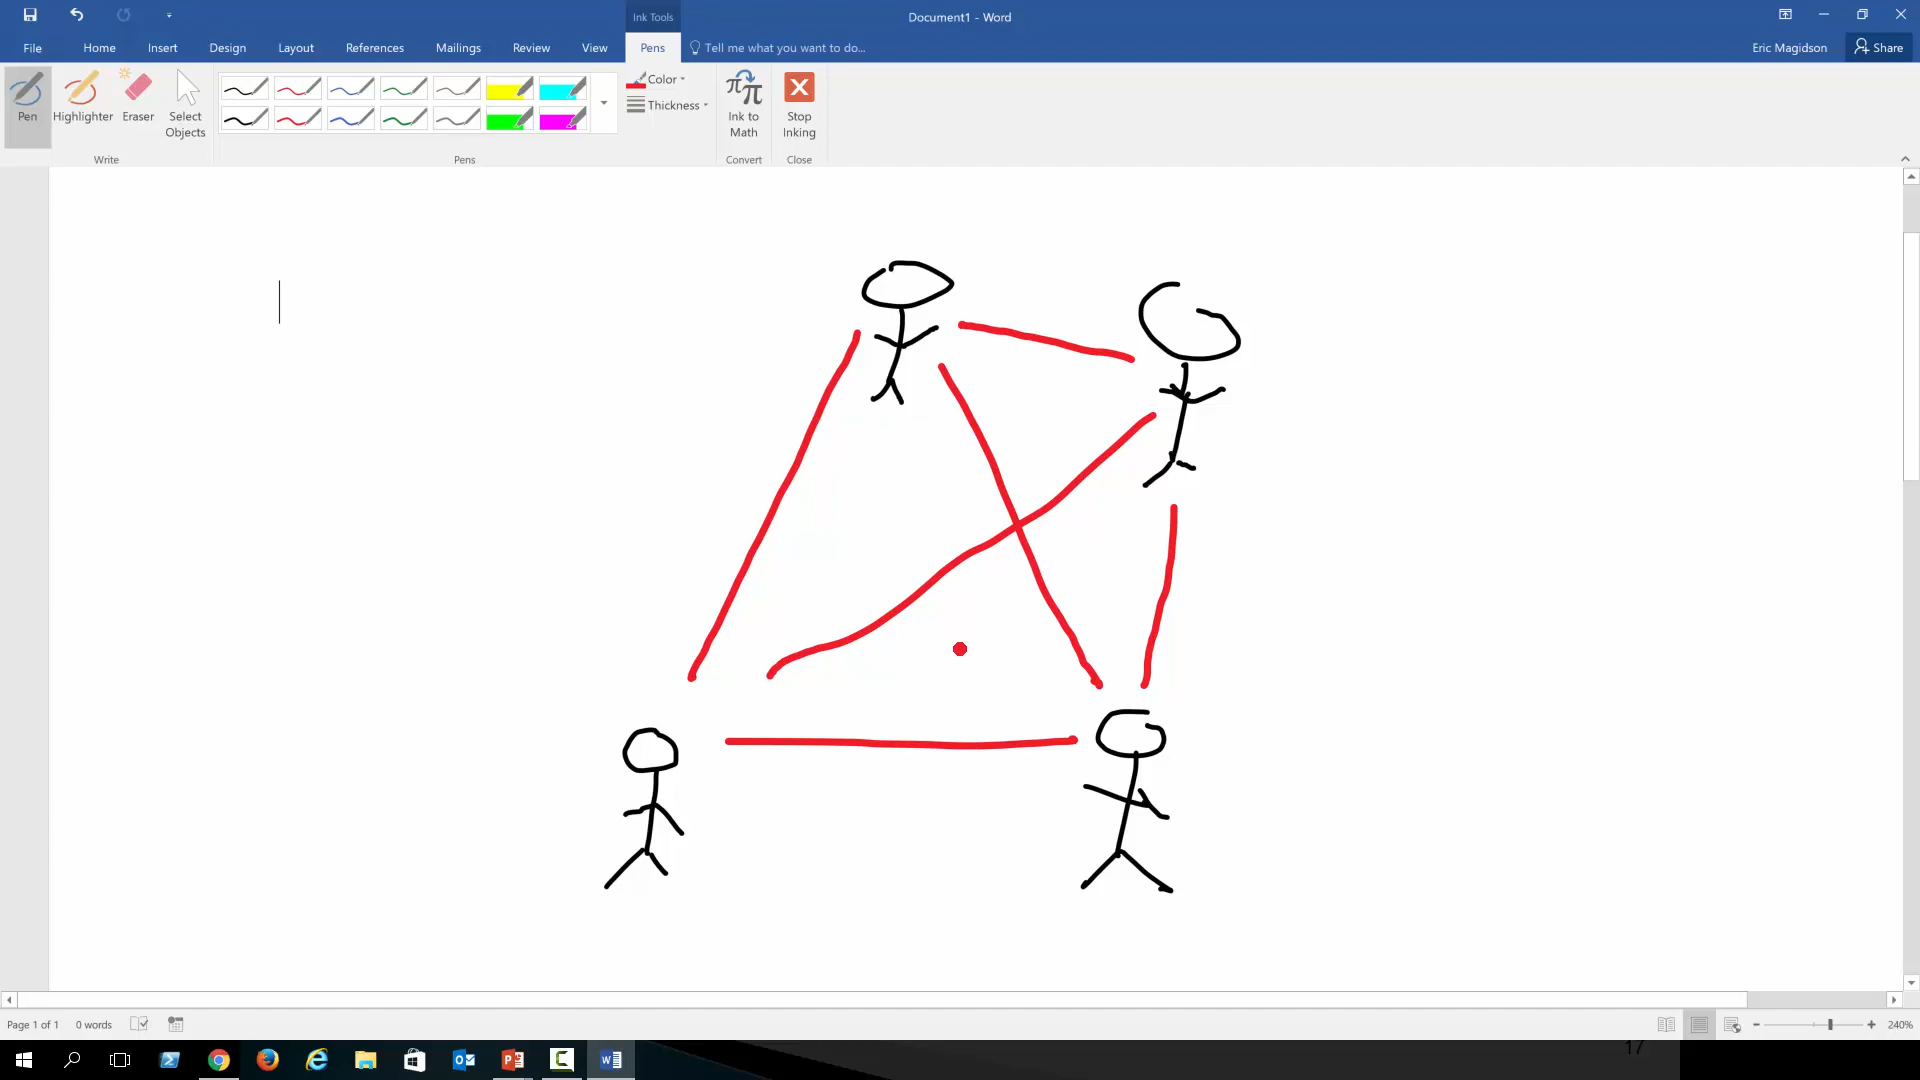 Ink Tools
Document1 - Word
File Home Insert Design Layout References Mailings Review View Pens Tell me what you want to do... Eric Magidson Share
Pen Highlighter Eraser Select Objects
Color
Thickness
Ink to Math
Stop Inking
Write Pens Convert Close
Page 1 of 1 0 words 240%
17